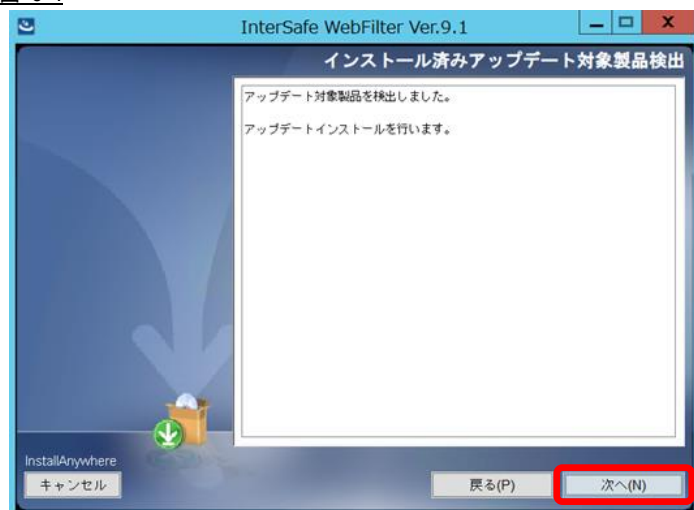 InterSafe WebFilter Ver.9.1
インストール済みアップデート対象製品検出
アップデート対象製品を検出しました。
アップデートインストールを行います。
InstallAnywhere
キャンセル
戻る(P)
次へ(N)